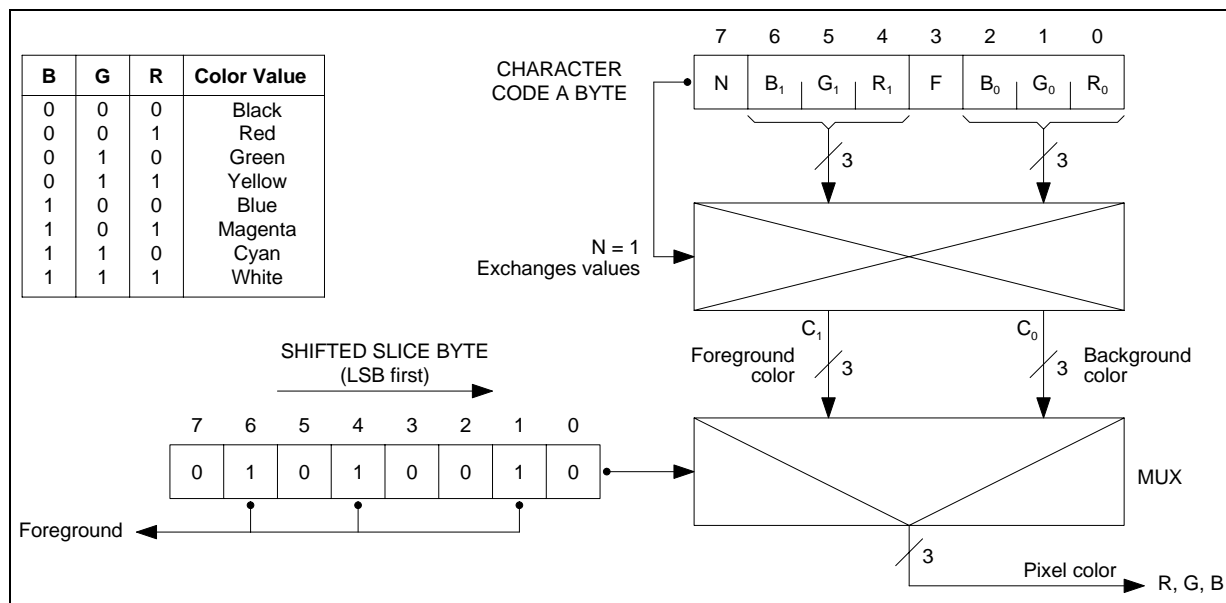 B G R Color Value
0 0 0 Black
0 0 1 Red
0 1 0 Green
0 1 1 Yellow
1 0 0 Blue
1 0 1 Magenta
1 1 0 Cyan
1 1 1 White
7 6 5 4 3 2 1 0
CHARACTER
CODE A BYTE
N B₁ G₁ R₁ F B₀ G₀ R₀
3 3
N = 1
Exchanges values
C₁ C₀
Foreground
color
3
3
Background
color
SHIFTED SLICE BYTE
(LSB first)
7 6 5 4 3 2 1 0
0 1 0 1 0 0 1 0
MUX
Foreground
3
Pixel color
R, G, B